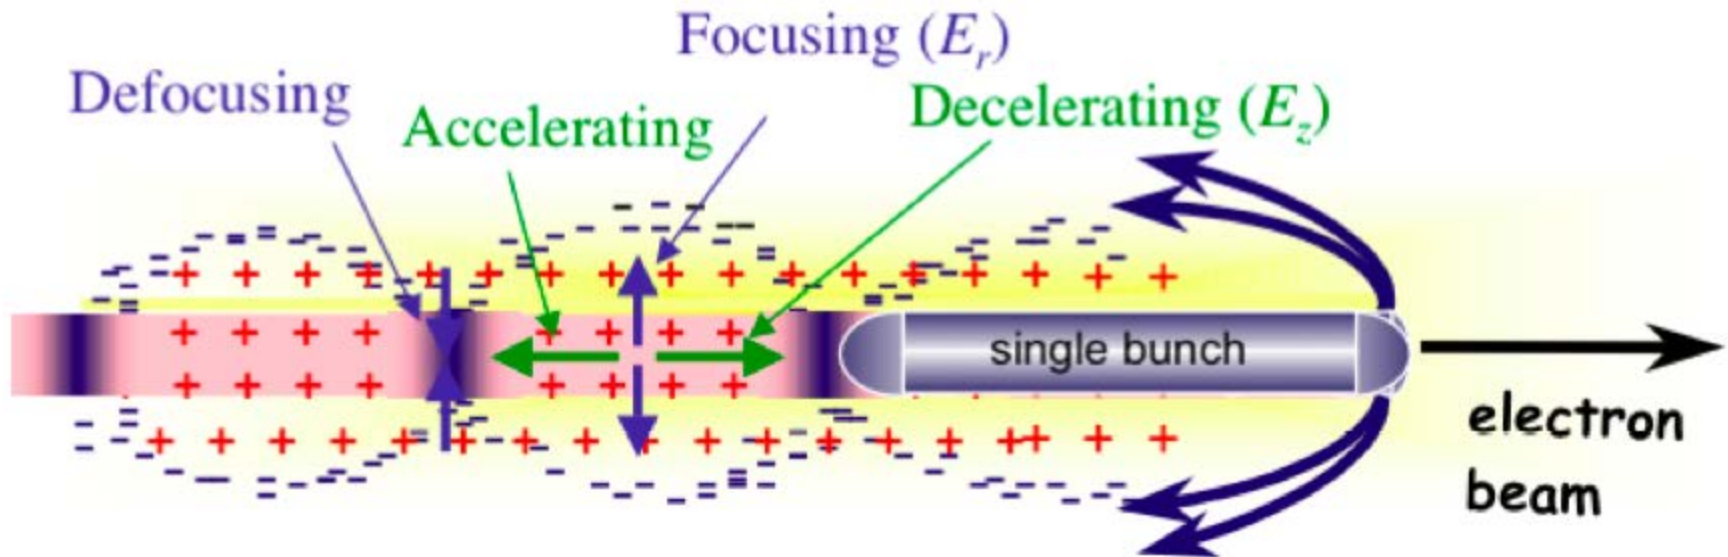 Focusing (E_r)
Defocusing
Accelerating
Decelerating (E_z)
single bunch
electron
beam